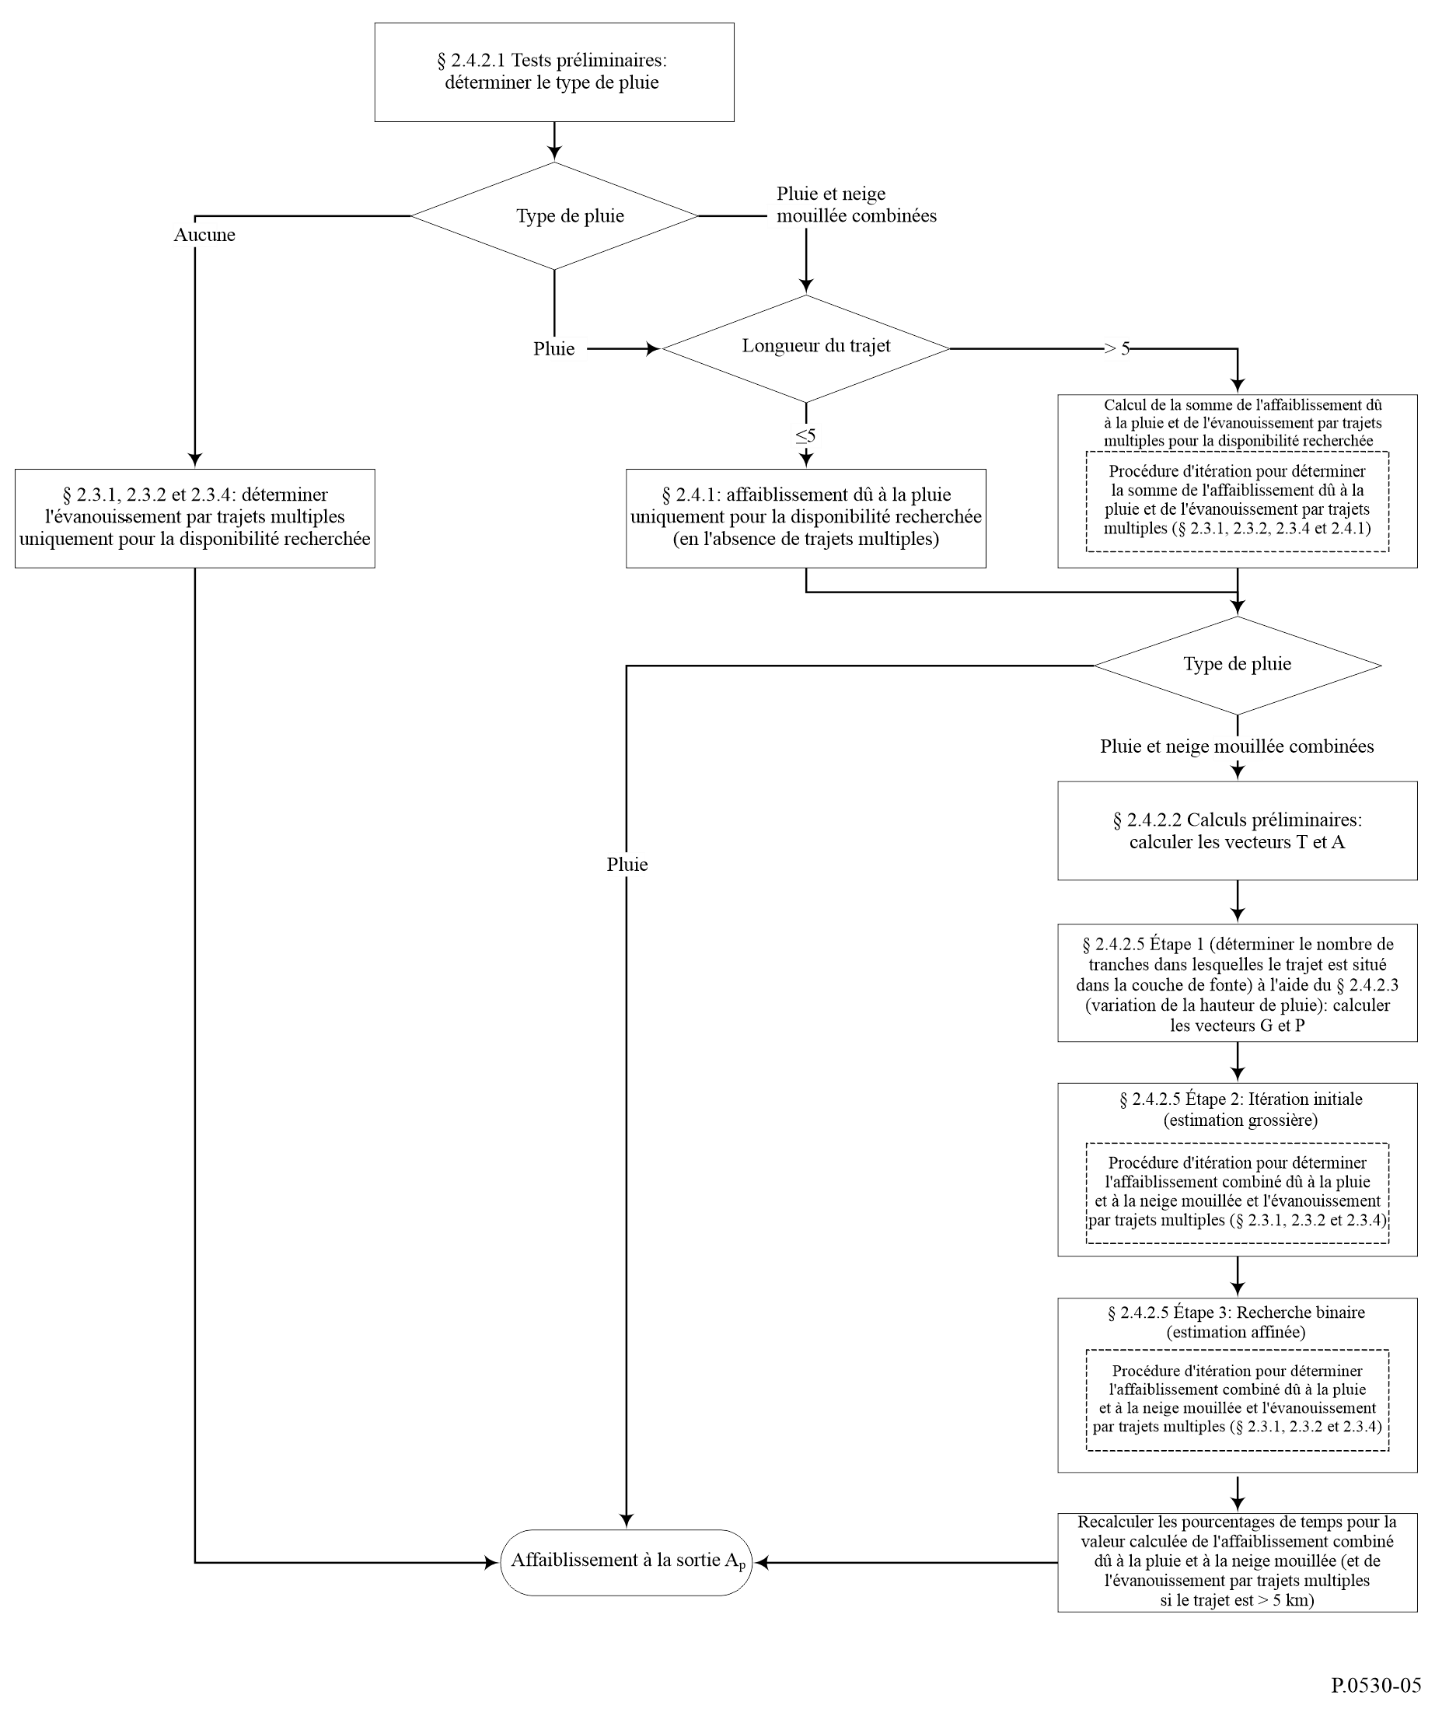 § 2.4.2.1 Tests préliminaires:
déterminer le type de pluie
Type de pluie
Pluie et neige
mouillée combinées
Aucune
Pluie
Longueur du trajet
> 5
≤5
Calcul de la somme de l'affaiblissement dû
à la pluie et de l'évanouissement par trajets
multiples pour la disponibilité recherchée
Procédure d'itération pour déterminer
la somme de l'affaiblissement dû à la
pluie et de l'évanouissement par trajets
multiples (§ 2.3.1, 2.3.2, 2.3.4 et 2.4.1)
§ 2.3.1, 2.3.2 et 2.3.4: déterminer
l'évanouissement par trajets multiples
uniquement pour la disponibilité recherchée
§ 2.4.1: affaiblissement dû à la pluie
uniquement pour la disponibilité recherchée
(en l'absence de trajets multiples)
Type de pluie
Pluie et neige mouillée combinées
Pluie
§ 2.4.2.2 Calculs préliminaires:
calculer les vecteurs T et A
§ 2.4.2.5 Étape 1 (déterminer le nombre de
tranches dans lesquelles le trajet est situé
dans la couche de fonte) à l'aide du § 2.4.2.3
(variation de la hauteur de pluie): calculer
les vecteurs G et P
§ 2.4.2.5 Étape 2: Itération initiale
(estimation grossière)
Procédure d'itération pour déterminer
l'affaiblissement combiné dû à la pluie
et à la neige mouillée et l'évanouissement
par trajets multiples (§ 2.3.1, 2.3.2 et 2.3.4)
§ 2.4.2.5 Étape 3: Recherche binaire
(estimation affinée)
Procédure d'itération pour déterminer
l'affaiblissement combiné dû à la pluie
et à la neige mouillée et l'évanouissement
par trajets multiples (§ 2.3.1, 2.3.2 et 2.3.4)
Recalculer les pourcentages de temps pour la
valeur calculée de l'affaiblissement combiné
dû à la pluie et à la neige mouillée (et de
l'évanouissement par trajets multiples
si le trajet est > 5 km)
Affaiblissement à la sortie Ap
P.0530-05